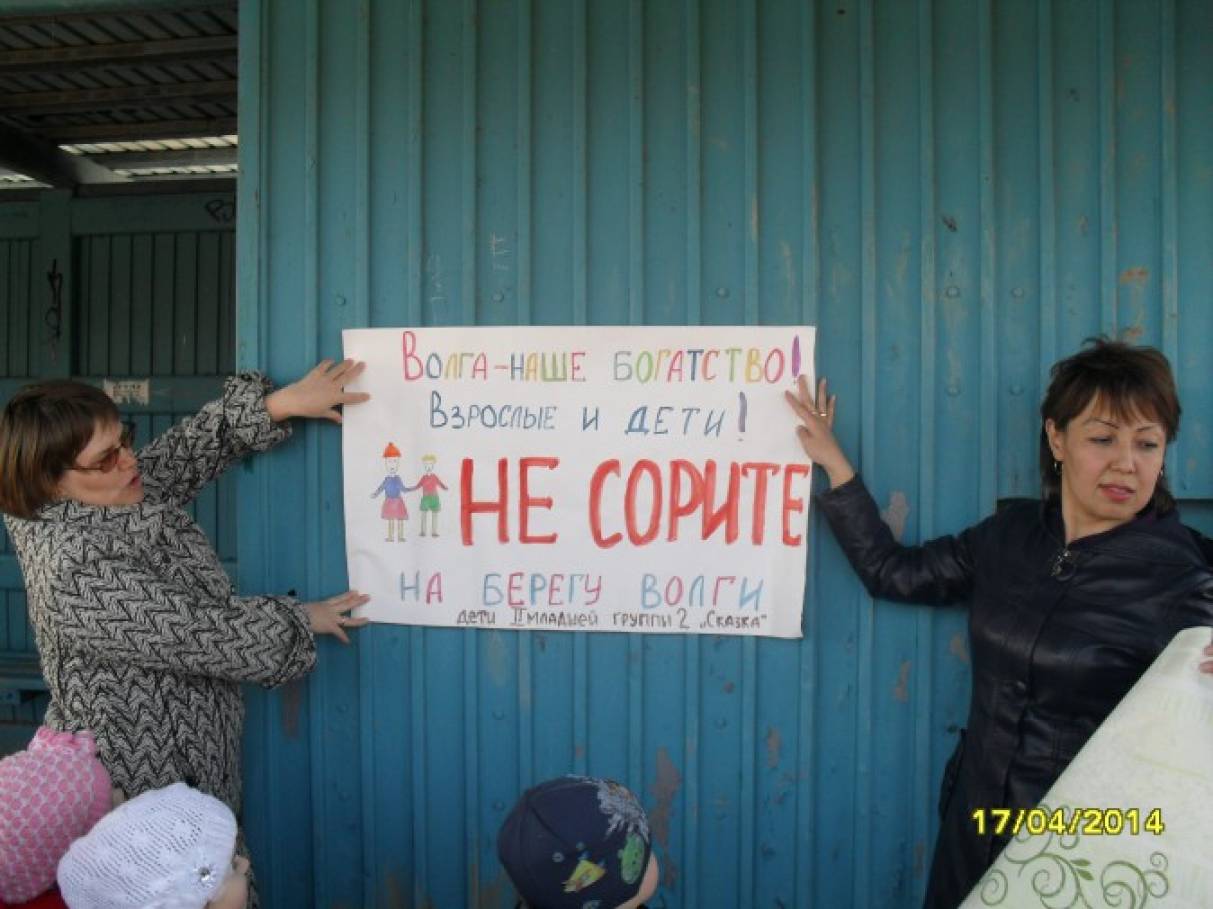 Волга-наше богатство!
Взрослые и дети!
НЕ СОРИТЕ
на берегу Волги
дети II младшей группы 2 „Сказка"
17/04/2014